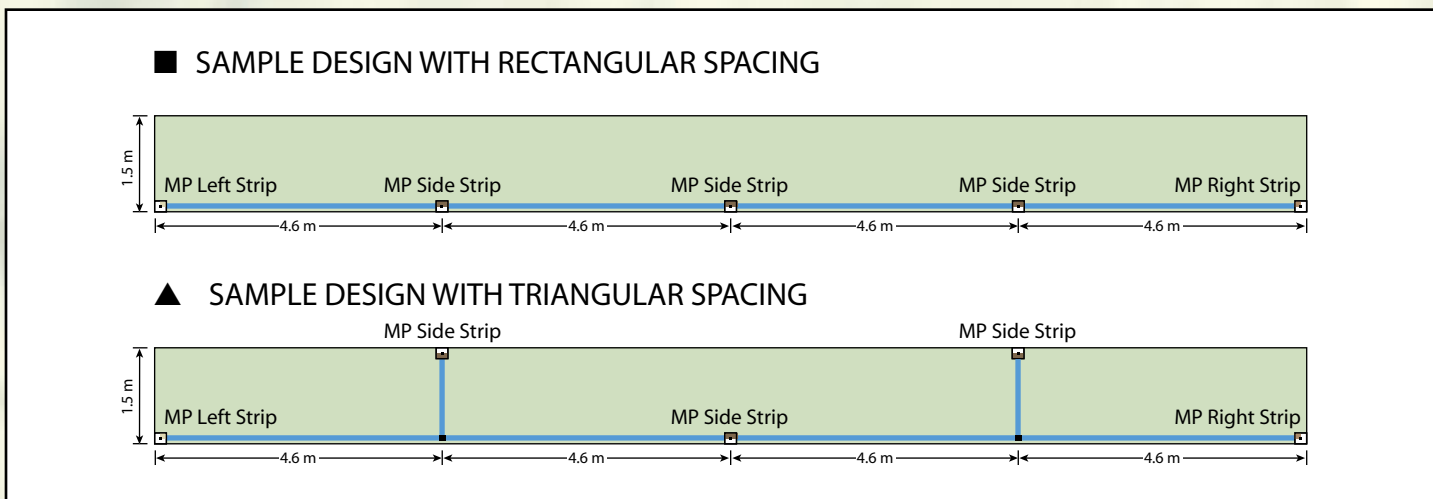 ■ SAMPLE DESIGN WITH RECTANGULAR SPACING
1.5 m
MP Left Strip MP Side Strip MP Side Strip MP Side Strip MP Right Strip
4.6 m 4.6 m 4.6 m 4.6 m
▲ SAMPLE DESIGN WITH TRIANGULAR SPACING
MP Side Strip MP Side Strip
1.5 m
MP Left Strip MP Side Strip MP Right Strip
4.6 m 4.6 m 4.6 m 4.6 m